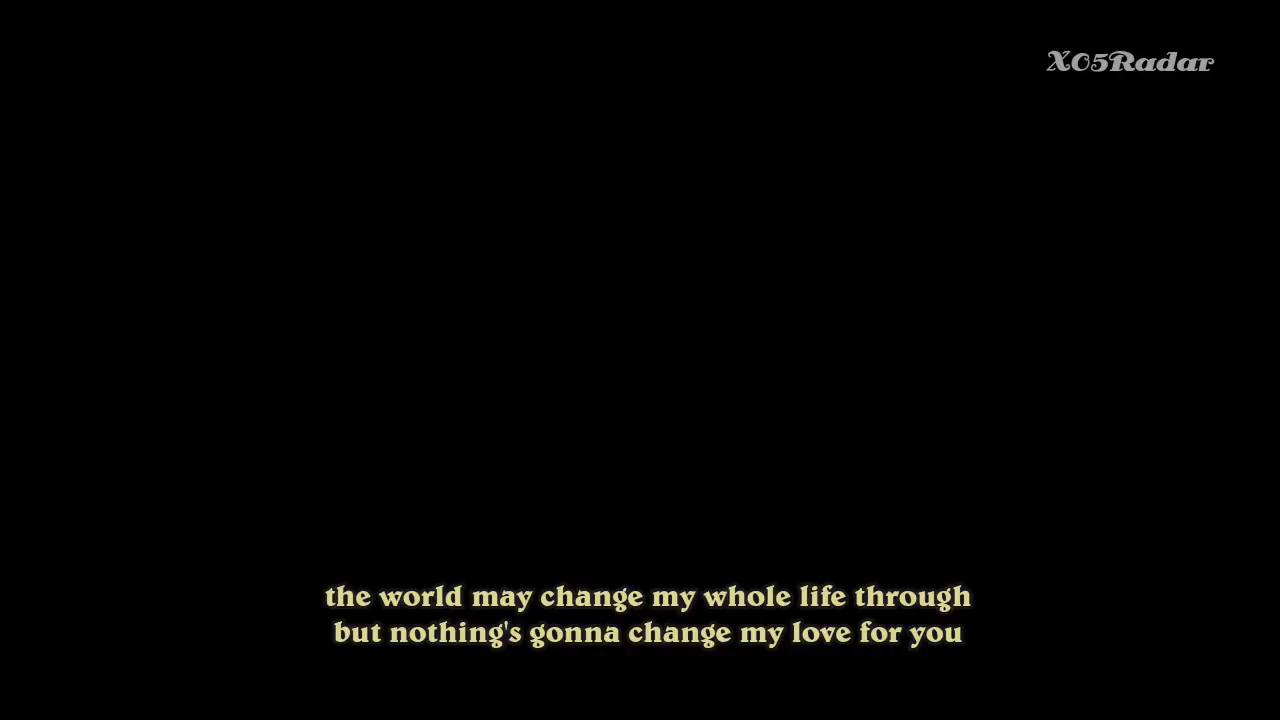 X05Radar
the world may change my whole life through
but nothing's gonna change my love for you